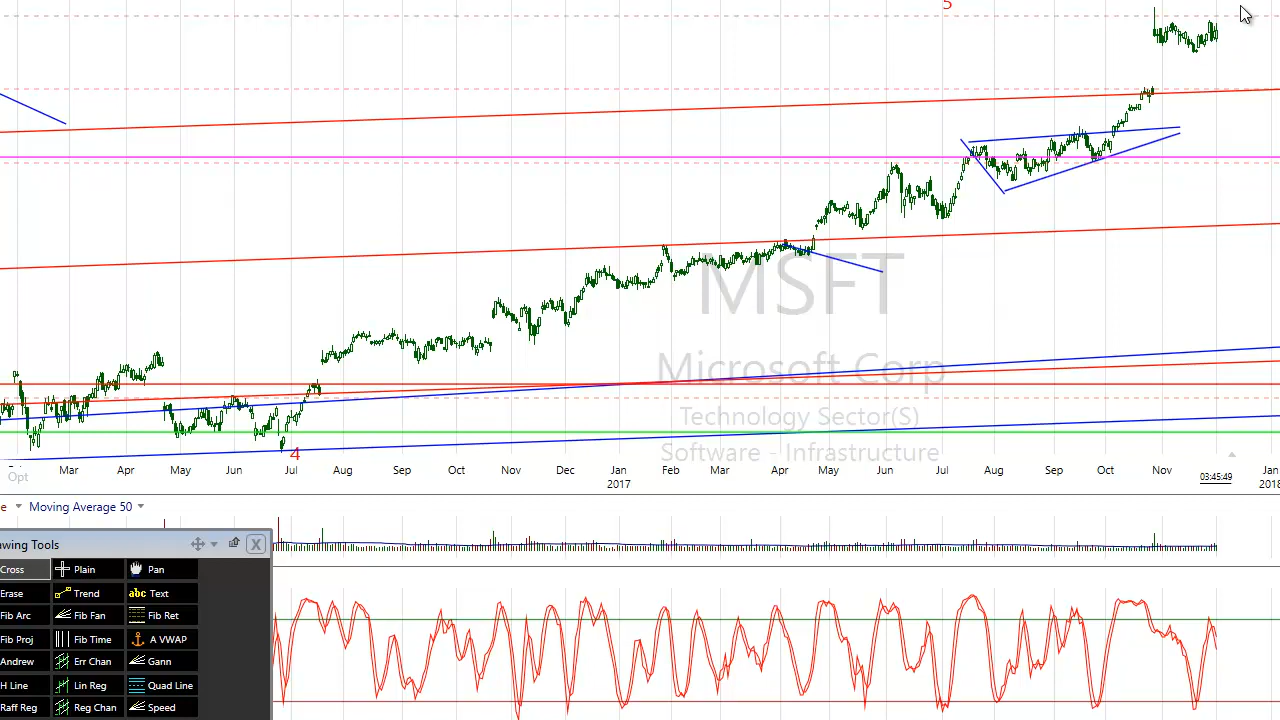 5
MSFT
Microsoft Corp
Technology Sector(S)
Software - Infrastructure
4
Mar Apr May Jun Jul Aug Sep Oct Nov Dec Jan Feb Mar Apr May Jun Jul Aug Sep Oct Nov Jan
Opt 2017 03:45:49 2018
e Moving Average 50
awing Tools X
Cross Plain Pan
Erase Trend abc Text
Fib Arc Fib Fan Fib Ret
Fib Proj Fib Time A VWAP
Andrew Err Chan Gann
H Line Lin Reg Quad Line
Raff Reg Reg Chan Speed